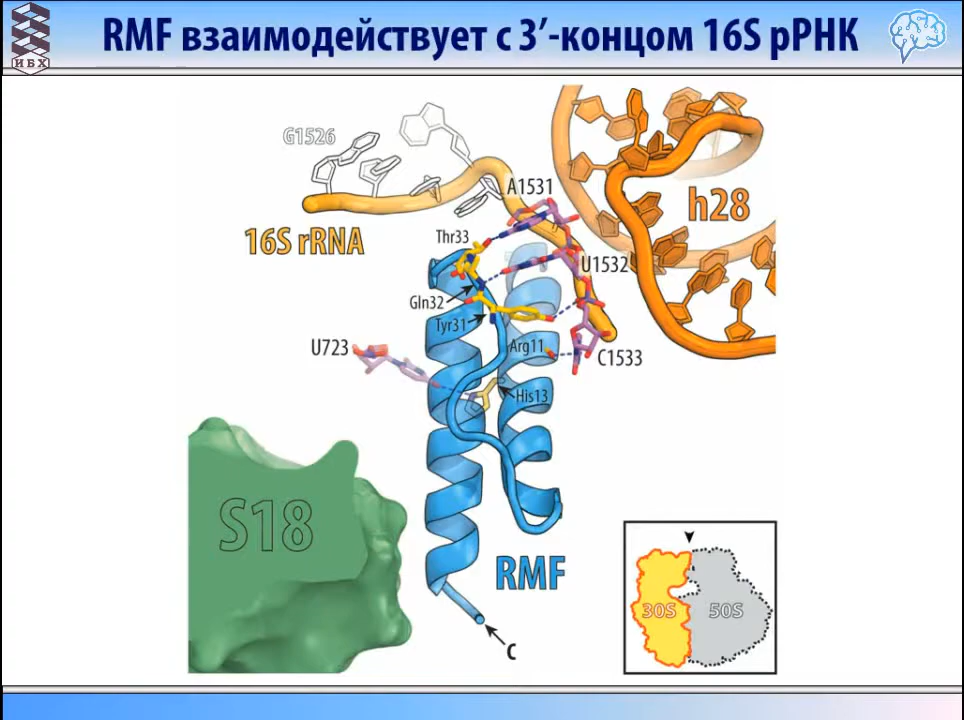 RMF взаимодействует с 3′-концом 16S рРНК
ИБХ
G1526
A1531
h28
Thr33
16S rRNA
U1532
Gln32
Tyr31
U723
Arg11
C1533
His13
S18
RMF
30S
50S
C